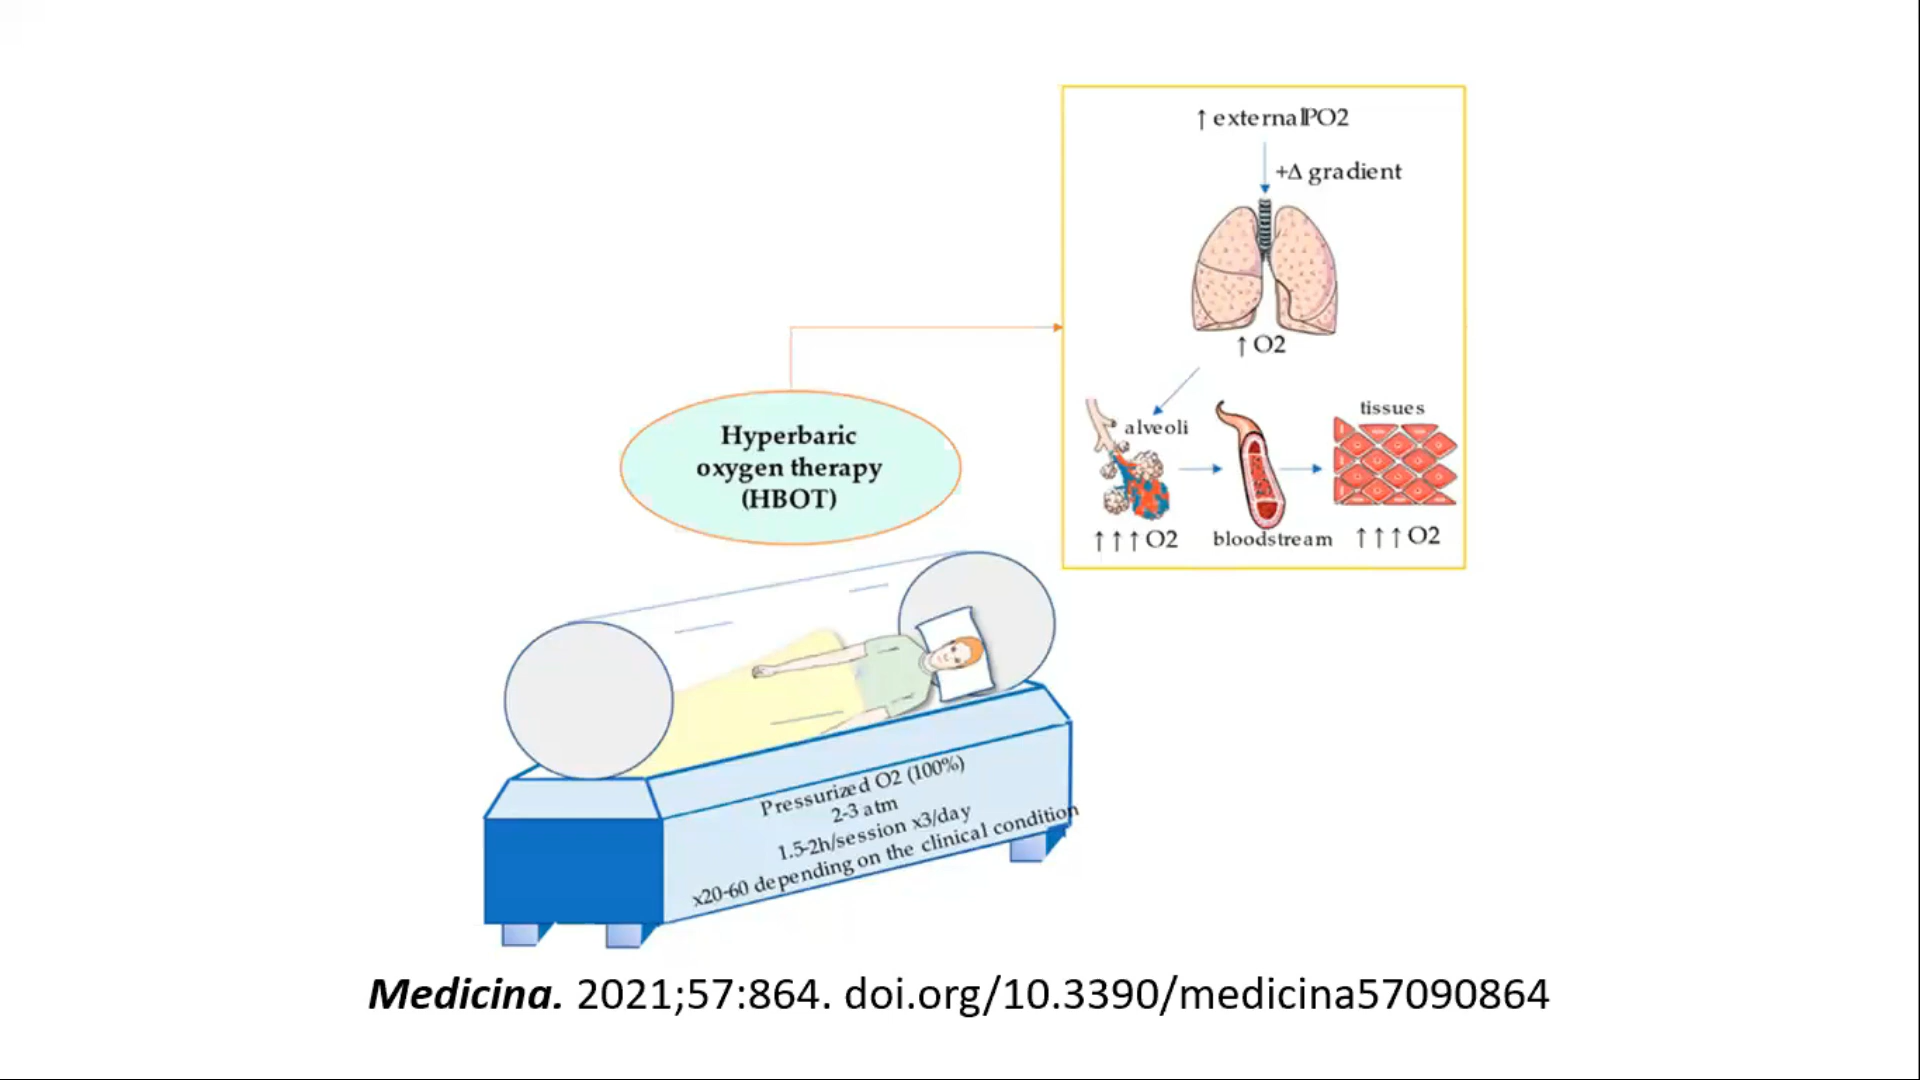 ↑ external PO2
+Δ gradient
↑ O2
alveoli
tissues
↑↑↑ O2
bloodstream
↑↑↑ O2
Hyperbaric
oxygen therapy
(HBOT)
Pressurized O2 (100%)
2-3 atm
1.5-2h/session x3/day
x20-60 depending on the clinical condition
Medicina. 2021;57:864. doi.org/10.3390/medicina57090864